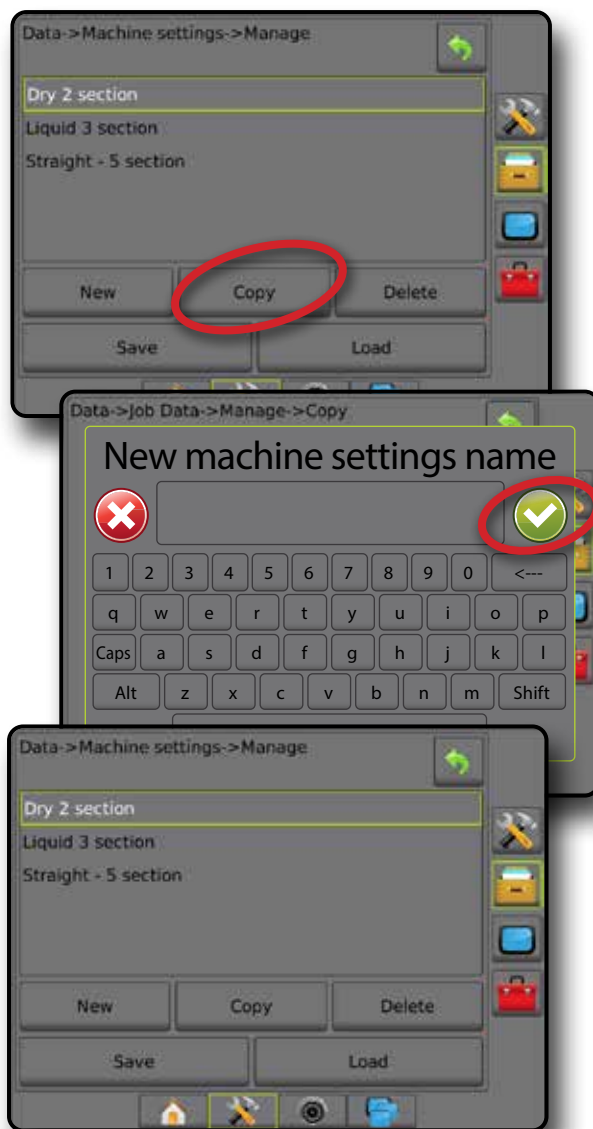 Data->Machine settings->Manage
Dry 2 section
Liquid 3 section
Straight - 5 section
New Copy Delete
Save Load
Data->Job Data->Manage->Copy
New machine settings name
1 2 3 4 5 6 7 8 9 0 <---
q w e r t y u i o p
Caps a s d f g h j k l
Alt z x c v b n m Shift
Data->Machine settings->Manage
Dry 2 section
Liquid 3 section
Straight - 5 section
New Copy Delete
Save Load